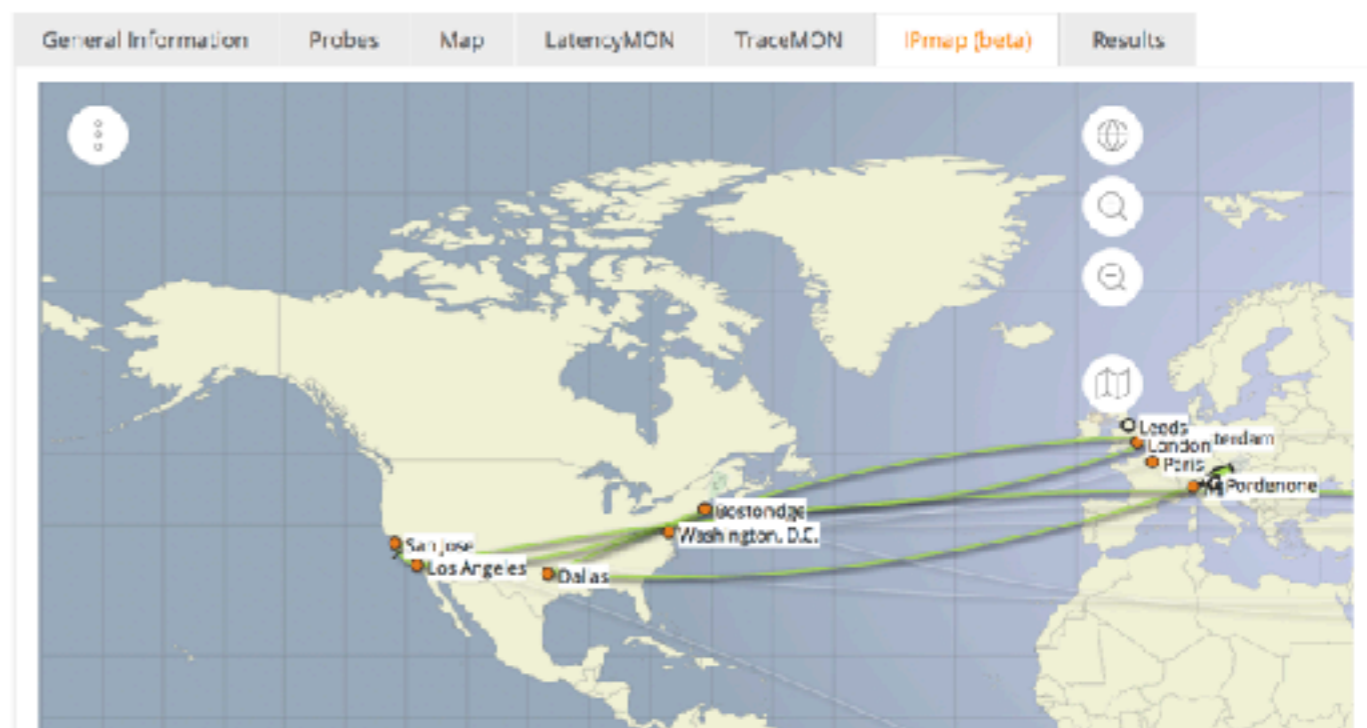 General Information Probes Map LatencyMON TraceMON IPmap (beta) Results
Leeds
terdam
London
Paris
Pordenone
Washington, D.C.
San Jose
Los Angeles
Dallas